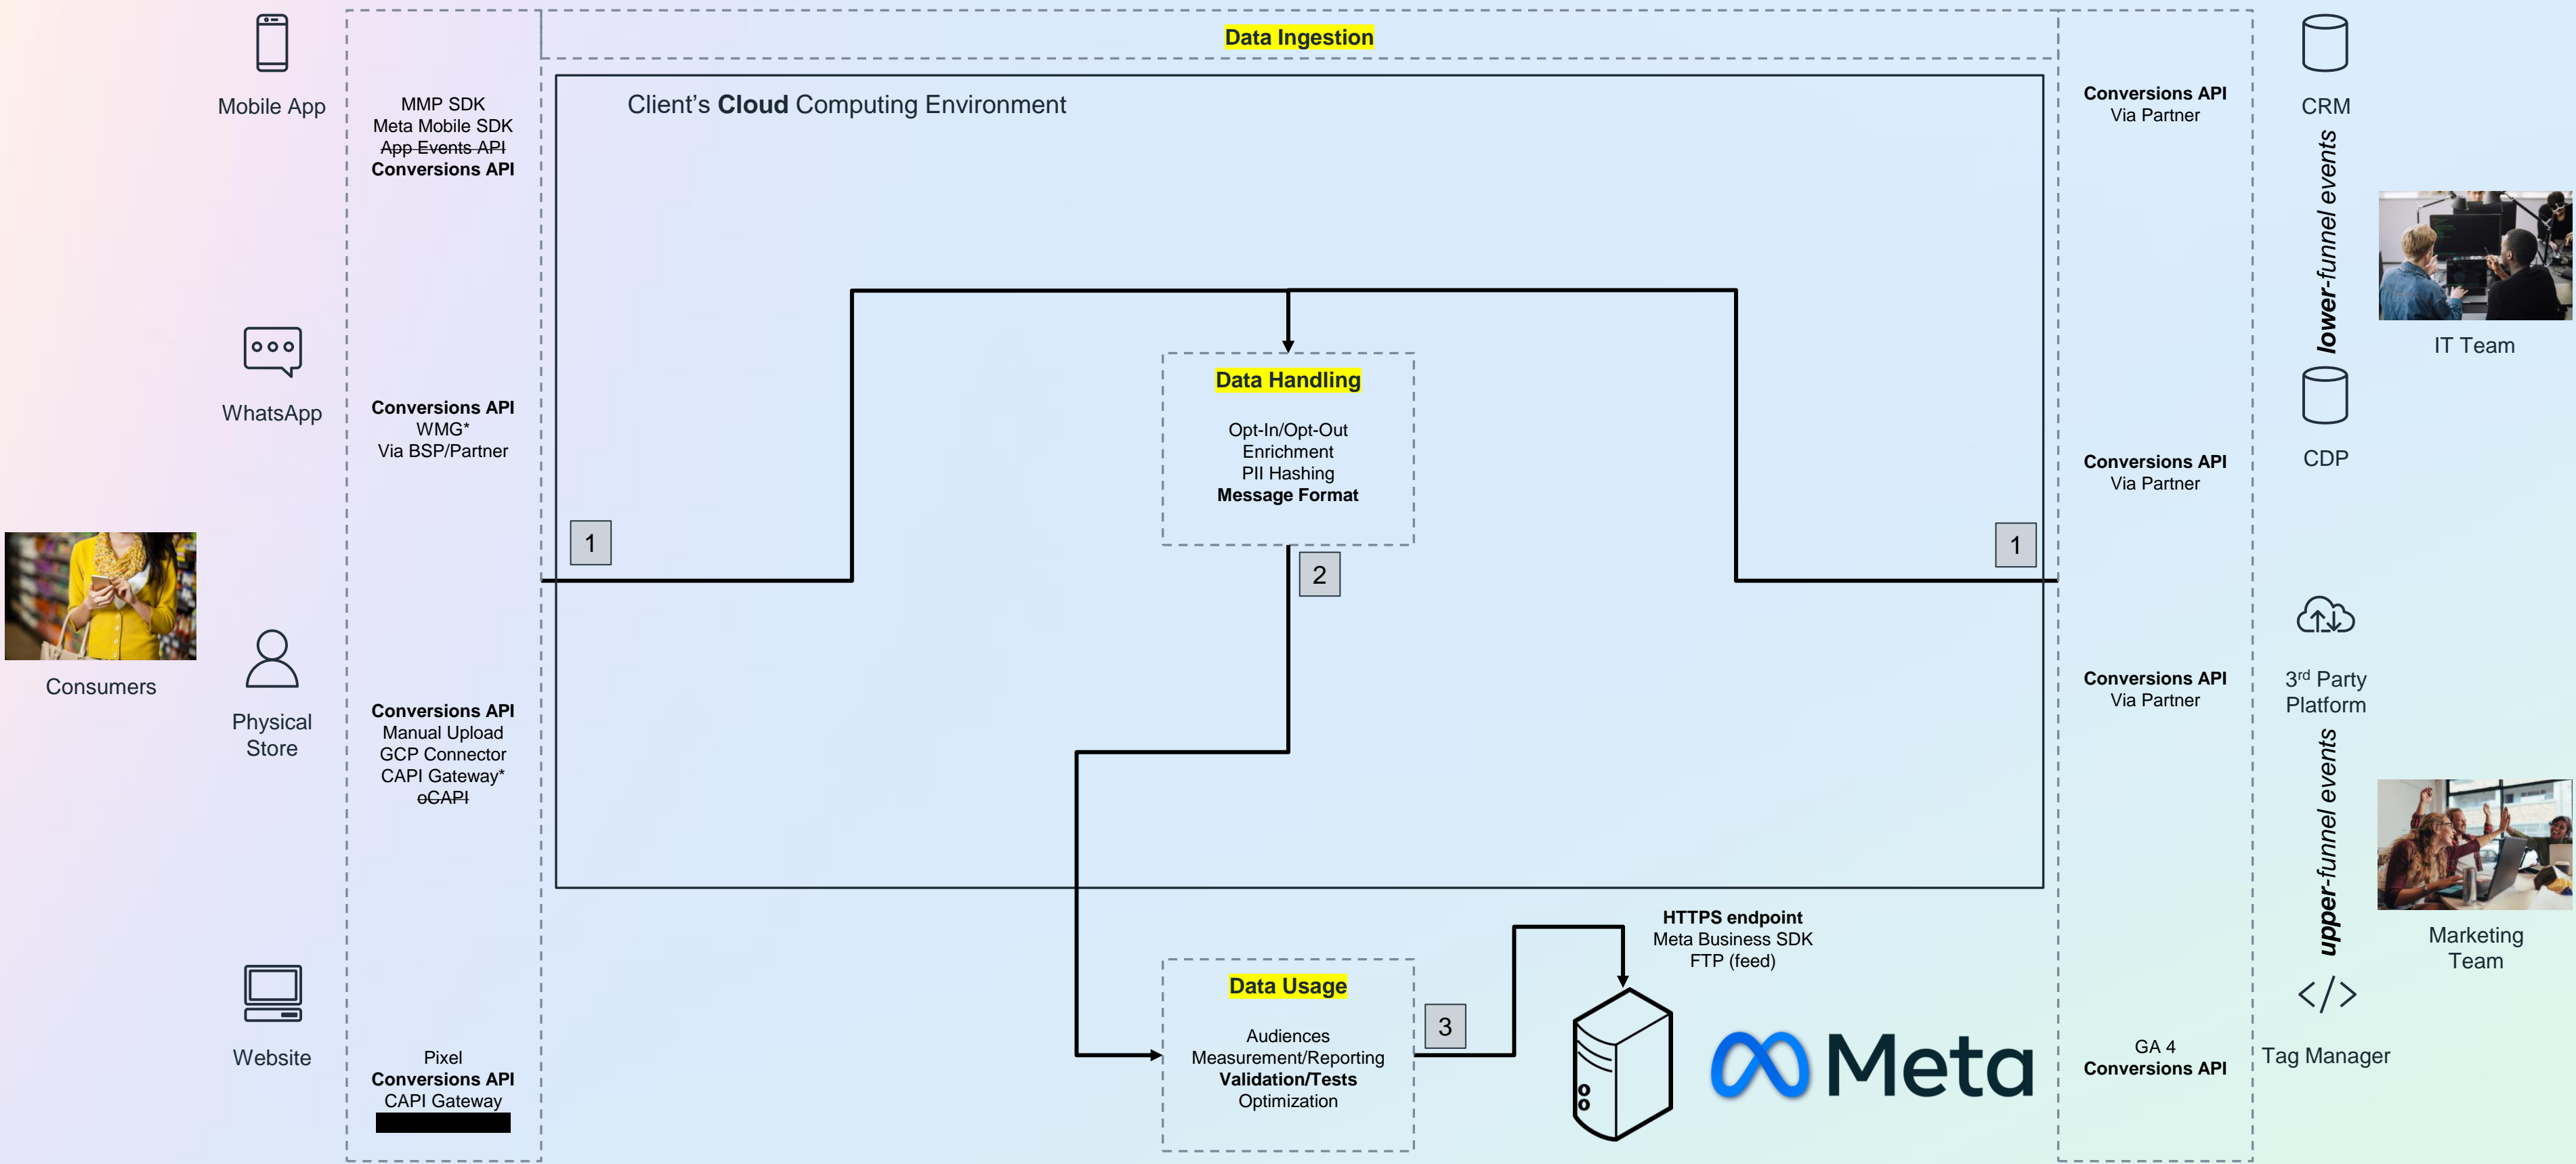 Data Ingestion
Client's Cloud Computing Environment
Mobile App
MMP SDK
Meta Mobile SDK
App Events API
Conversions API
WhatsApp
Conversions API
WMG*
Via BSP/Partner
Consumers
Physical
Store
Conversions API
Manual Upload
GCP Connector
CAPI Gateway*
oCAPI
Website
Pixel
Conversions API
CAPI Gateway
1
Data Handling
Opt-In/Opt-Out
Enrichment
PII Hashing
Message Format
2
1
Data Usage
Audiences
Measurement/Reporting
Validation/Tests
Optimization
3
HTTPS endpoint
Meta Business SDK
FTP (feed)
Meta
Conversions API
Via Partner
CRM
lower-funnel events
IT Team
Conversions API
Via Partner
CDP
Conversions API
Via Partner
3rd Party
Platform
upper-funnel events
Marketing
Team
GA 4
Conversions API
Tag Manager